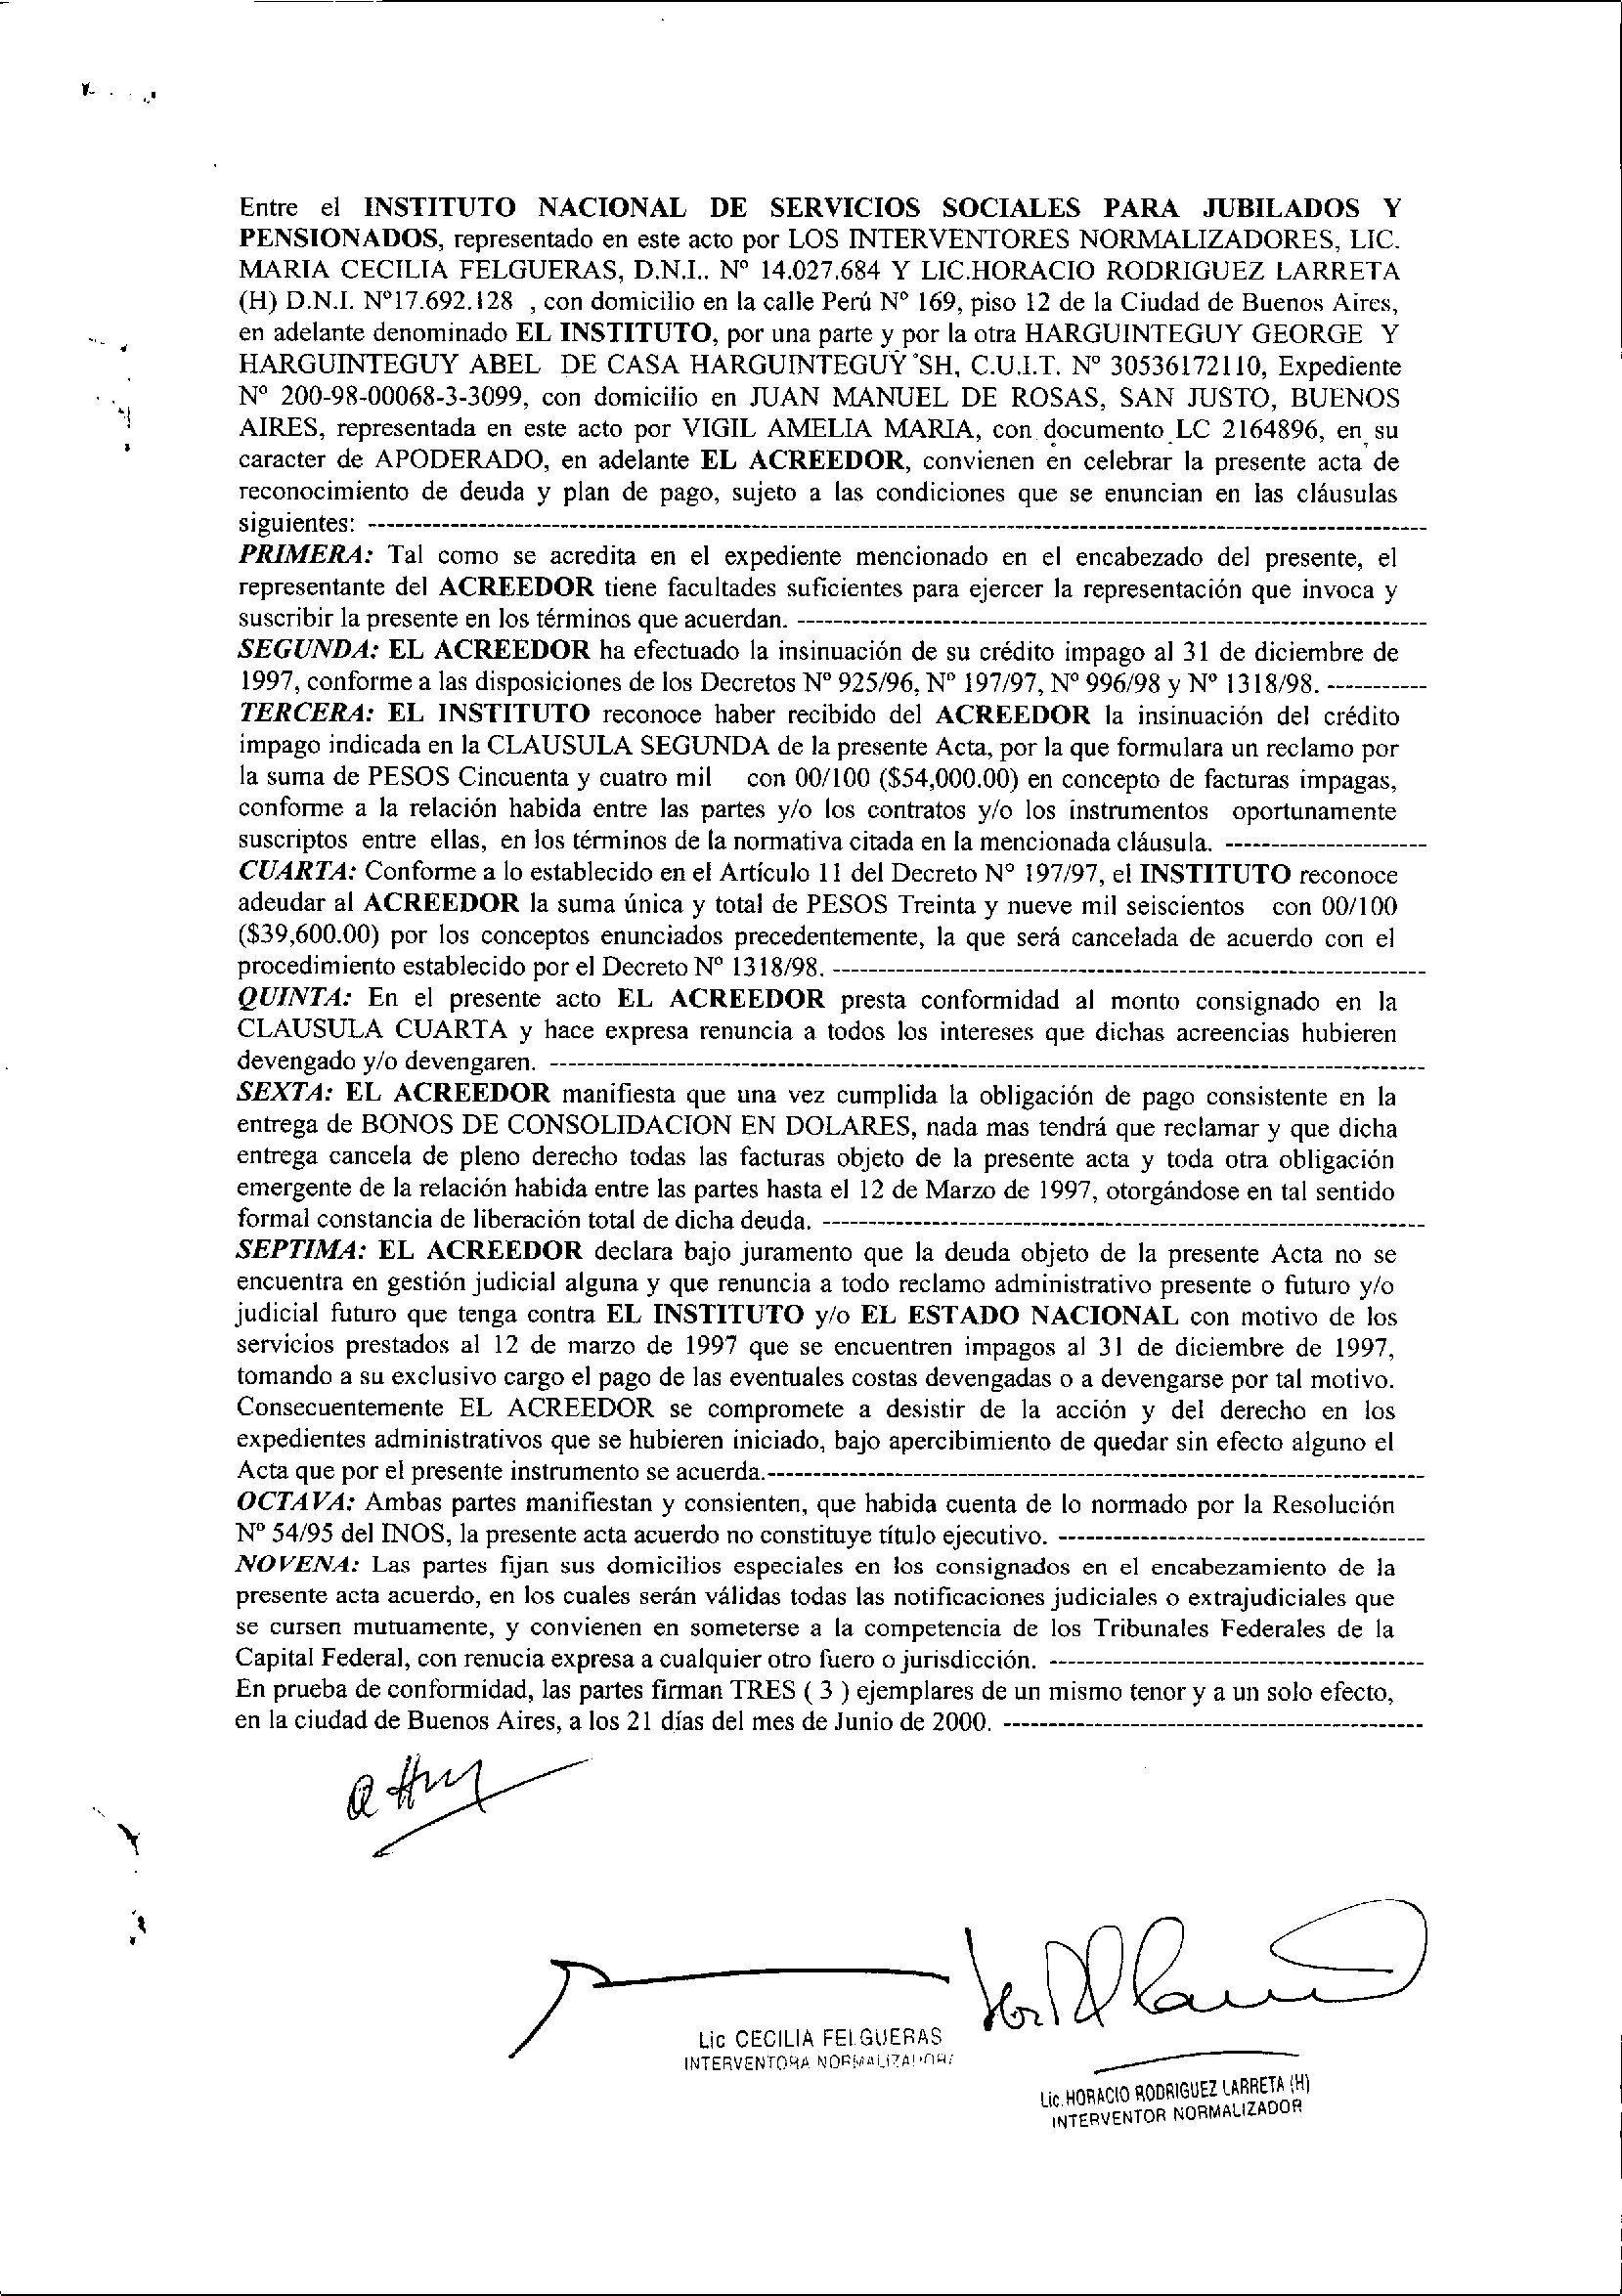 Entre el INSTITUTO NACIONAL DE SERVICIOS SOCIALES PARA JUBILADOS Y
PENSIONADOS, representado en este acto por LOS INTERVENTORES NORMALIZADORES, LIC.
MARIA CECILIA FELGUERAS, D.N.I.. Nº 14.027.684 Y LIC.HORACIO RODRIGUEZ LARRETA
(H) D.N.I. Nº17.692.128 , con domicilio en la calle Perú Nº 169, piso 12 de la Ciudad de Buenos Aires,
en adelante denominado EL INSTITUTO, por una parte y por la otra HARGUINTEGUY GEORGE Y
HARGUINTEGUY ABEL DE CASA HARGUINTEGUY SH, C.U.I.T. Nº 30536172110, Expediente
Nº 200-98-00068-3-3099, con domicilio en JUAN MANUEL DE ROSAS, SAN JUSTO, BUENOS
AIRES, representada en este acto por VIGIL AMELIA MARIA, con documento LC 2164896, en su
caracter de APODERADO, en adelante EL ACREEDOR, convienen en celebrar la presente acta de
reconocimiento de deuda y plan de pago, sujeto a las condiciones que se enuncian en las cláusulas
siguientes: ----------
PRIMERA: Tal como se acredita en el expediente mencionado en el encabezado del presente, el
representante del ACREEDOR tiene facultades suficientes para ejercer la representación que invoca y
suscribir la presente en los términos que acuerdan. ----------
SEGUNDA: EL ACREEDOR ha efectuado la insinuación de su crédito impago al 31 de diciembre de
1997, conforme a las disposiciones de los Decretos Nº 925/96, Nº 197/97, Nº 996/98 y Nº 1318/98. ----------
TERCERA: EL INSTITUTO reconoce haber recibido del ACREEDOR la insinuación del crédito
impago indicada en la CLAUSULA SEGUNDA de la presente Acta, por la que formulara un reclamo por
la suma de PESOS Cincuenta y cuatro mil con 00/100 ($54,000.00) en concepto de facturas impagas,
conforme a la relación habida entre las partes y/o los contratos y/o los instrumentos oportunamente
suscriptos entre ellas, en los términos de la normativa citada en la mencionada cláusula. ----------
CUARTA: Conforme a lo establecido en el Artículo 11 del Decreto Nº 197/97, el INSTITUTO reconoce
adeudar al ACREEDOR la suma única y total de PESOS Treinta y nueve mil seiscientos con 00/100
($39,600.00) por los conceptos enunciados precedentemente, la que será cancelada de acuerdo con el
procedimiento establecido por el Decreto Nº 1318/98. ----------
QUINTA: En el presente acto EL ACREEDOR presta conformidad al monto consignado en la
CLAUSULA CUARTA y hace expresa renuncia a todos los intereses que dichas acreencias hubieren
devengado y/o devengaren. ----------
SEXTA: EL ACREEDOR manifiesta que una vez cumplida la obligación de pago consistente en la
entrega de BONOS DE CONSOLIDACION EN DOLARES, nada mas tendrá que reclamar y que dicha
entrega cancela de pleno derecho todas las facturas objeto de la presente acta y toda otra obligación
emergente de la relación habida entre las partes hasta el 12 de Marzo de 1997, otorgándose en tal sentido
formal constancia de liberación total de dicha deuda. ----------
SEPTIMA: EL ACREEDOR declara bajo juramento que la deuda objeto de la presente Acta no se
encuentra en gestión judicial alguna y que renuncia a todo reclamo administrativo presente o futuro y/o
judicial futuro que tenga contra EL INSTITUTO y/o EL ESTADO NACIONAL con motivo de los
servicios prestados al 12 de marzo de 1997 que se encuentren impagos al 31 de diciembre de 1997,
tomando a su exclusivo cargo el pago de las eventuales costas devengadas o a devengarse por tal motivo.
Consecuentemente EL ACREEDOR se compromete a desistir de la acción y del derecho en los
expedientes administrativos que se hubieren iniciado, bajo apercibimiento de quedar sin efecto alguno el
Acta que por el presente instrumento se acuerda.----------
OCTAVA: Ambas partes manifiestan y consienten, que habida cuenta de lo normado por la Resolución
Nº 54/95 del INOS, la presente acta acuerdo no constituye título ejecutivo. ----------
NOVENA: Las partes fijan sus domicilios especiales en los consignados en el encabezamiento de la
presente acta acuerdo, en los cuales serán válidas todas las notificaciones judiciales o extrajudiciales que
se cursen mutuamente, y convienen en someterse a la competencia de los Tribunales Federales de la
Capital Federal, con renucia expresa a cualquier otro fuero o jurisdicción. ----------
En prueba de conformidad, las partes firman TRES ( 3 ) ejemplares de un mismo tenor y a un solo efecto,
en la ciudad de Buenos Aires, a los 21 días del mes de Junio de 2000. ----------
Lic CECILIA FELGUERAS
INTERVENTORA NORMALIZADORA
Lic. HORACIO RODRIGUEZ LARRETA (H)
INTERVENTOR NORMALIZADOR